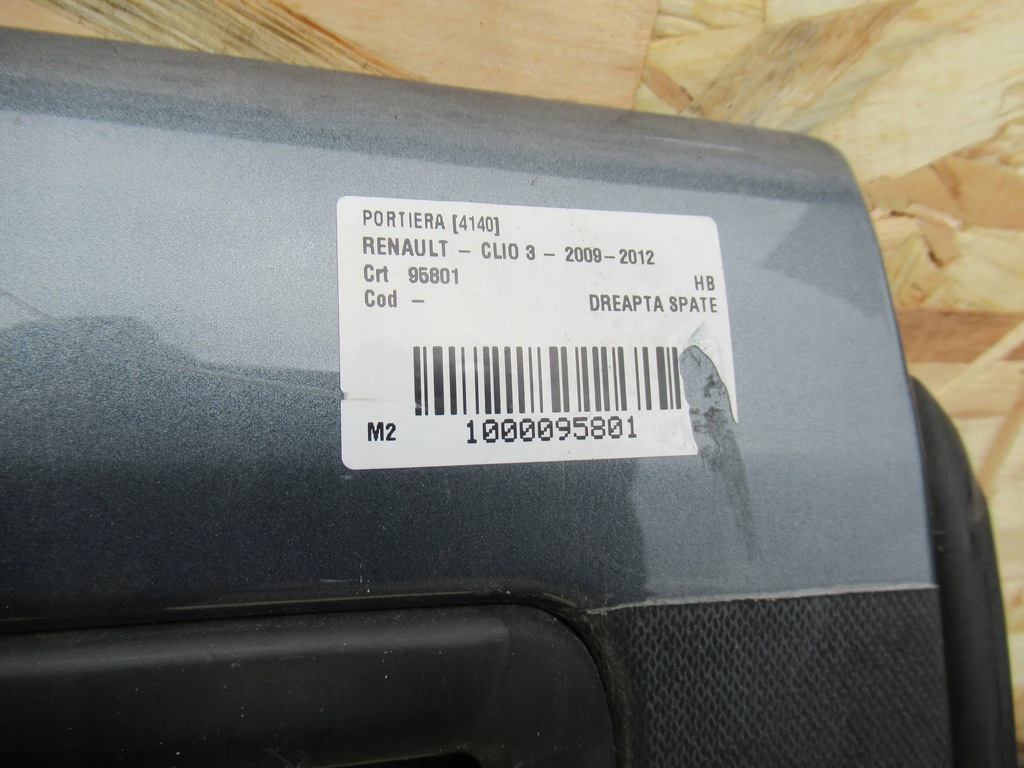 PORTIERA [4140]
RENAULT - CLIO 3 - 2009-2012
Crt 95801
HB
Cod -
DREAPTA SPATE
M2
1000095801